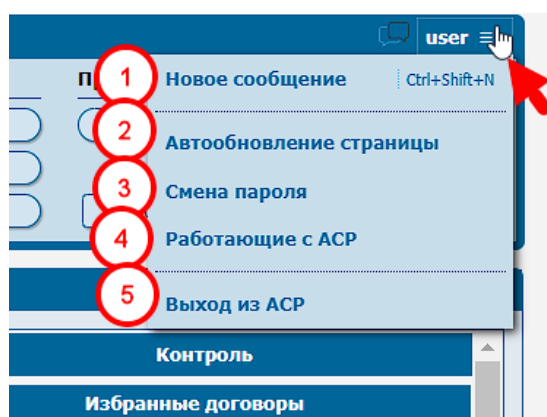 user
1 Новое сообщение Ctrl+Shift+N
2 Автообновление страницы
3 Смена пароля
4 Работающие с АСР
5 Выход из АСР
Контроль
Избранные договоры